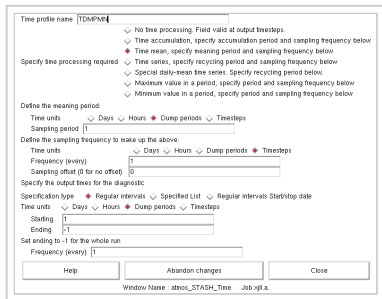 Time profile name TDMPMN
No time processing. Field valid at output timesteps.
Time accumulation, specify accumulation period and sampling frequency below
Time mean, specify meaning period and sampling frequency below
Specify time processing required Time series, specify recycling period and sampling frequency below
Special daily-mean time series. Specify recycling period below.
Maximum value in a period, specify period and sampling frequency below
Minimum value in a period, specify period and sampling frequency below
Define the meaning period:
Time units Days Hours Dump periods Timesteps
Sampling period 1
Define the sampling frequency to make up the above:
Time units Days Hours Dump periods Timesteps
Frequency (every) 1
Sampling offset (0 for no offset) 0
Specify the output times for the diagnostic
Specification type Regular intervals Specified List Regular intervals Start/stop date
Time units Days Hours Dump periods Timesteps
Starting 1
Ending -1
Set ending to -1 for the whole run
Frequency (every) 1
Help Abandon changes Close
Window Name : atmos_STASH_Time. Job xjll.a.